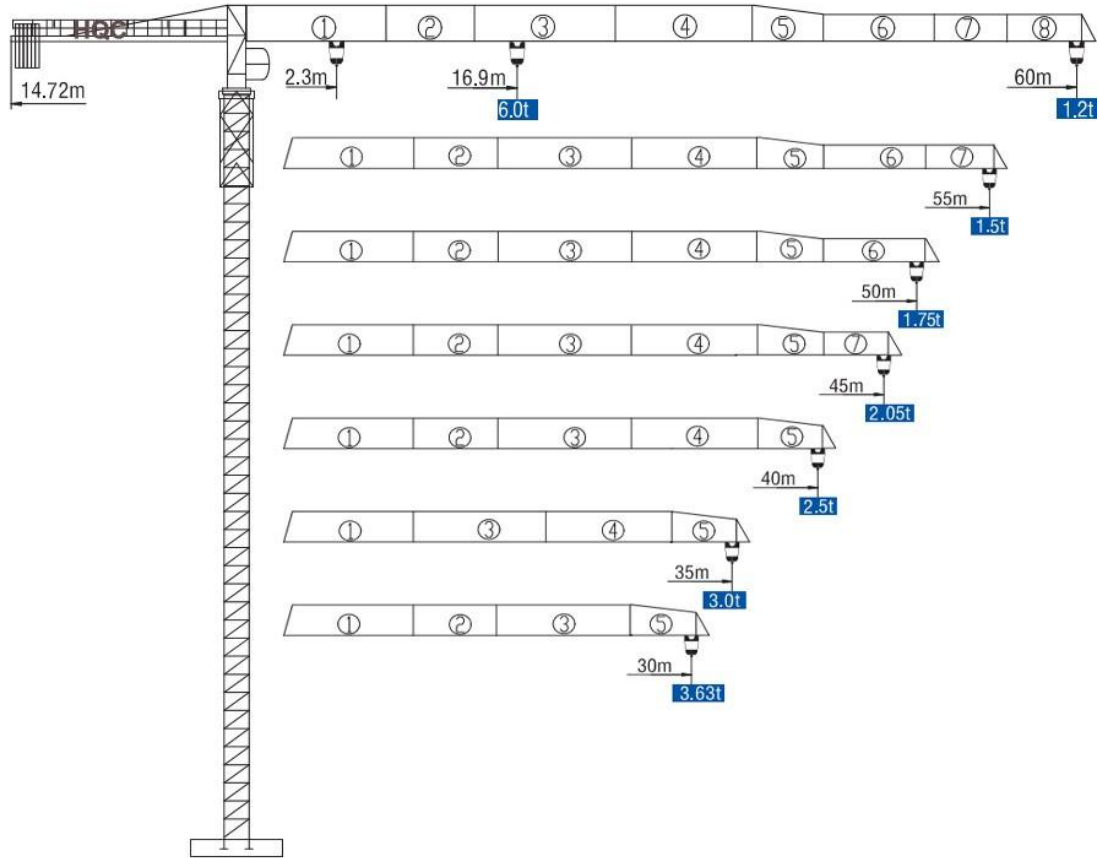 HQC
① ② ③ ④ ⑤ ⑥ ⑦ ⑧
14.72m
2.3m
16.9m
60m
6.0t
1.2t
① ② ③ ④ ⑤ ⑥ ⑦
55m
1.5t
① ② ③ ④ ⑤ ⑥
50m
1.75t
① ② ③ ④ ⑤ ⑦
45m
2.05t
① ② ③ ④ ⑤
40m
2.5t
① ③ ④ ⑤
35m
3.0t
① ② ③ ⑤
30m
3.63t